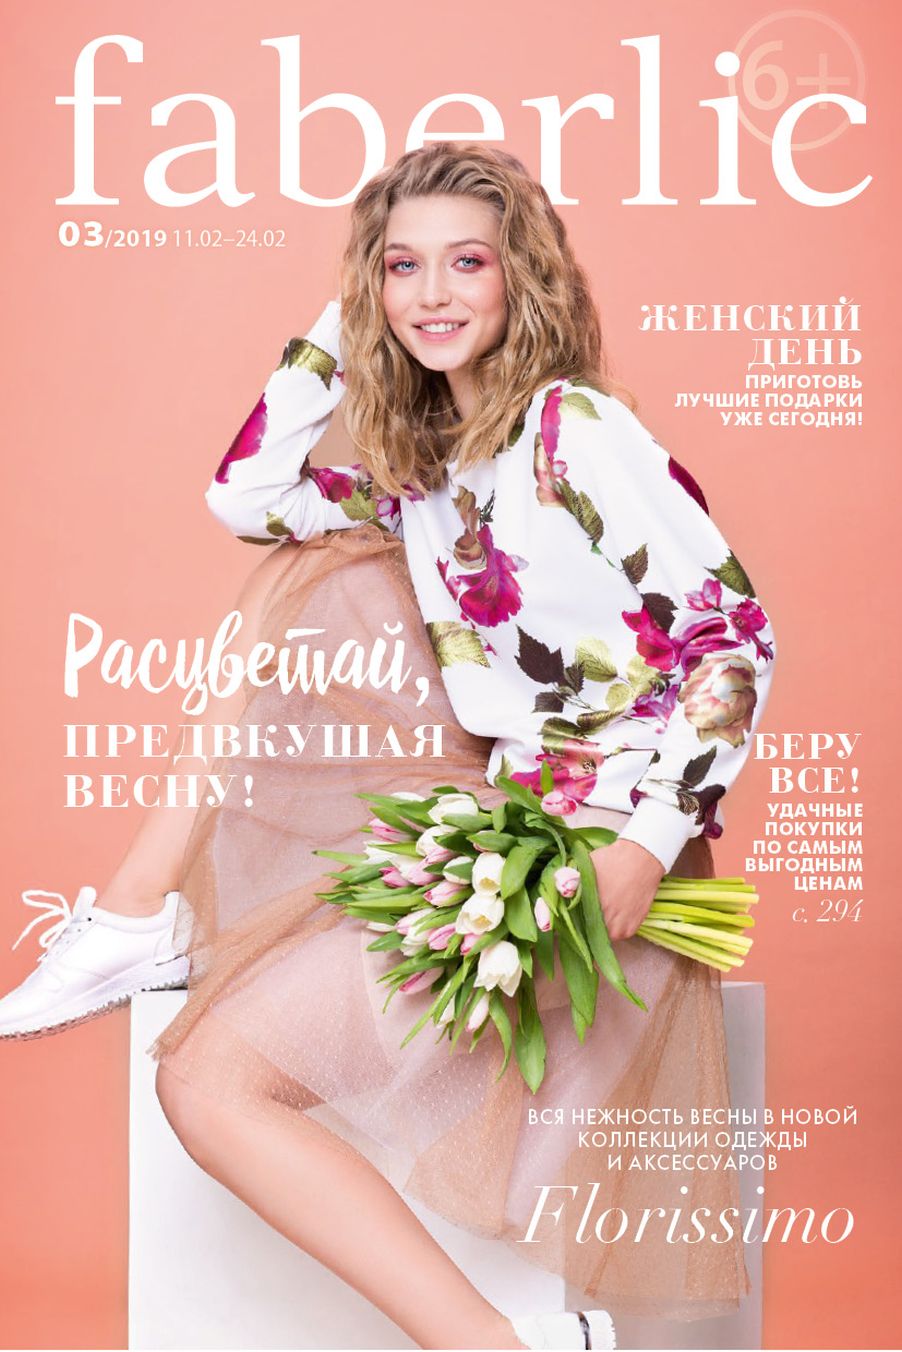 faberlic
6+
03/2019 11.02–24.02
ЖЕНСКИЙ
ДЕНЬ
ПРИГОТОВЬ
ЛУЧШИЕ ПОДАРКИ
УЖЕ СЕГОДНЯ!
Расцветай,
ПРЕДВКУШАЯ
ВЕСНУ!
БЕРУ
ВСЕ!
УДАЧНЫЕ
ПОКУПКИ
ПО САМЫМ
ВЫГОДНЫМ
ЦЕНАМ
с. 294
ВСЯ НЕЖНОСТЬ ВЕСНЫ В НОВОЙ
КОЛЛЕКЦИИ ОДЕЖДЫ
И АКСЕССУАРОВ
Florissimo